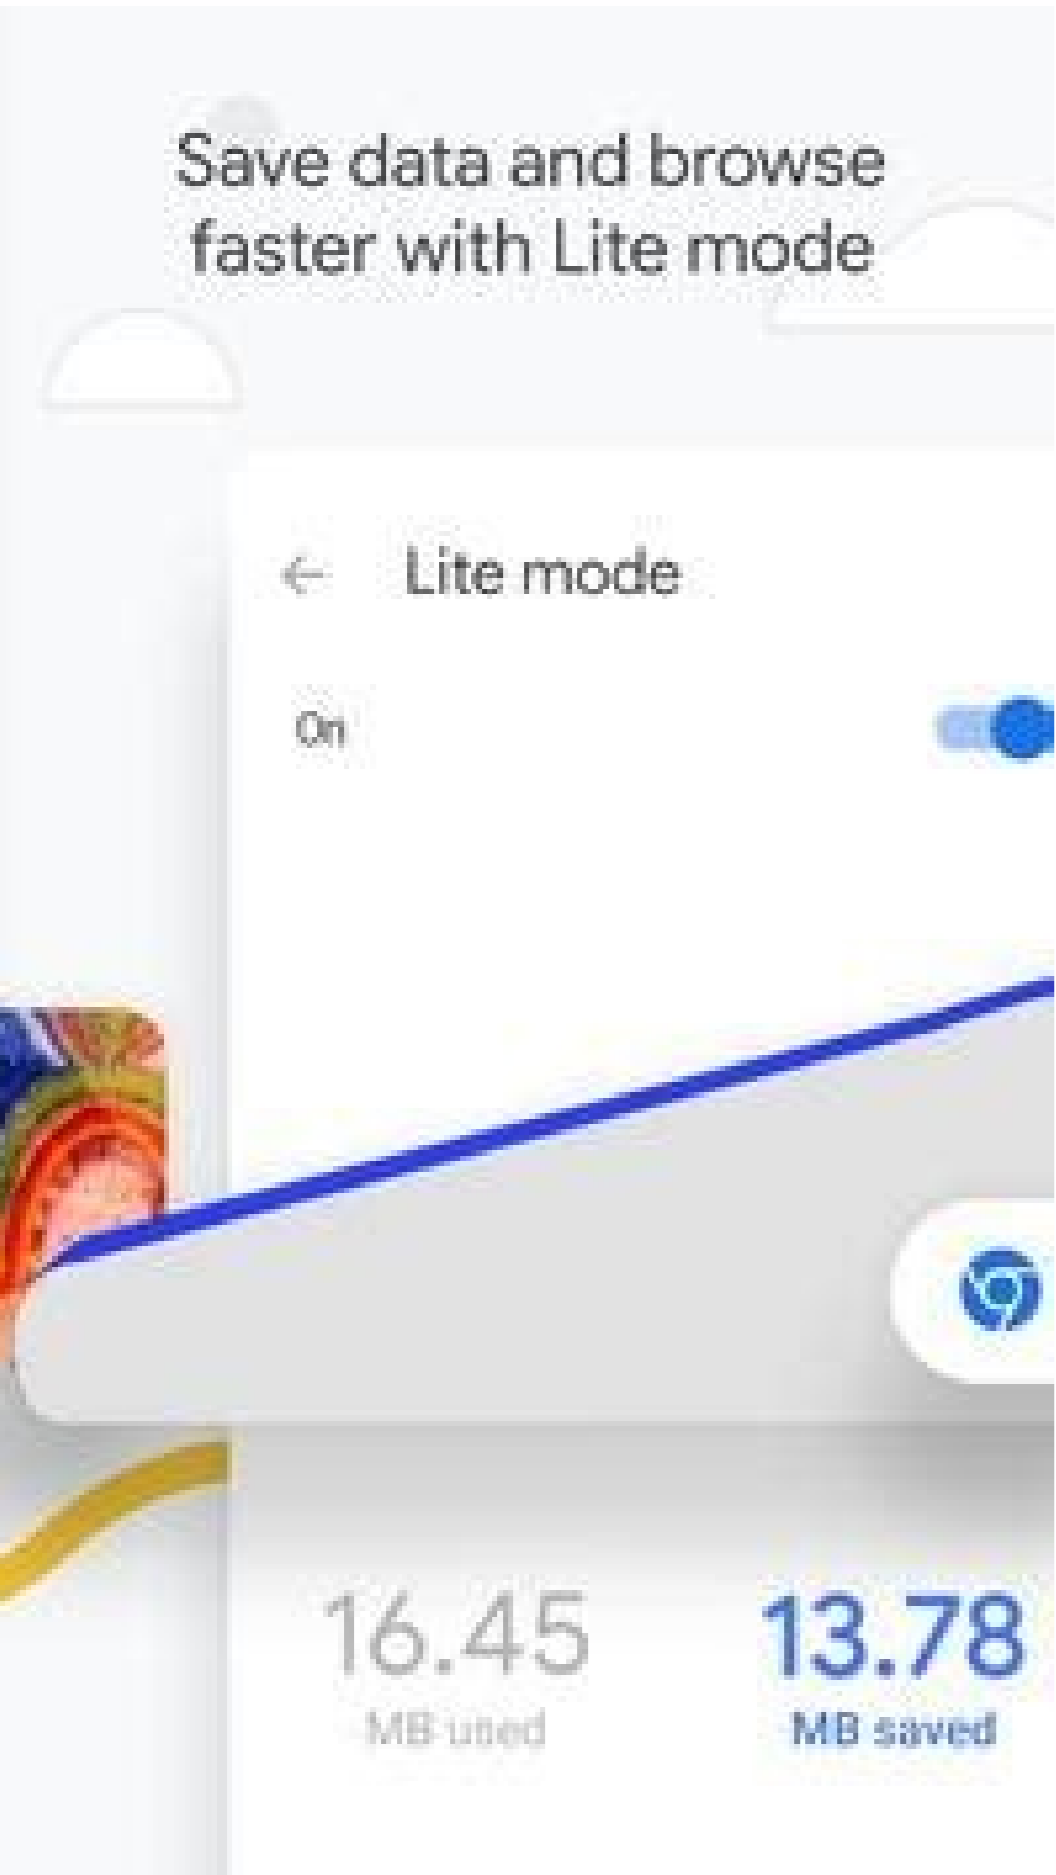 Save data and browse
faster with Lite mode
Lite mode
On
16.45
13.78
MB used
MB saved